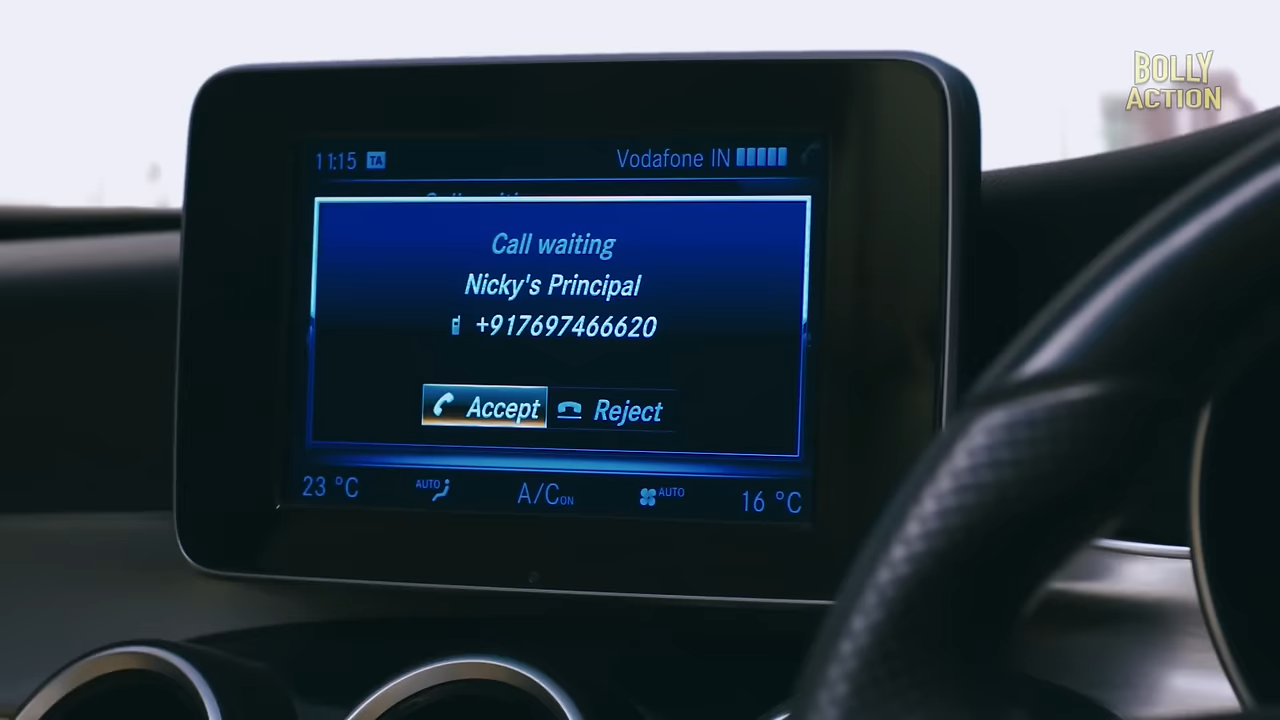 BOLLY
ACTION
11:15 TA
Vodafone IN
Call waiting
Nicky's Principal
+917697466620
Accept Reject
23 °C AUTO A/C ON AUTO 16 °C